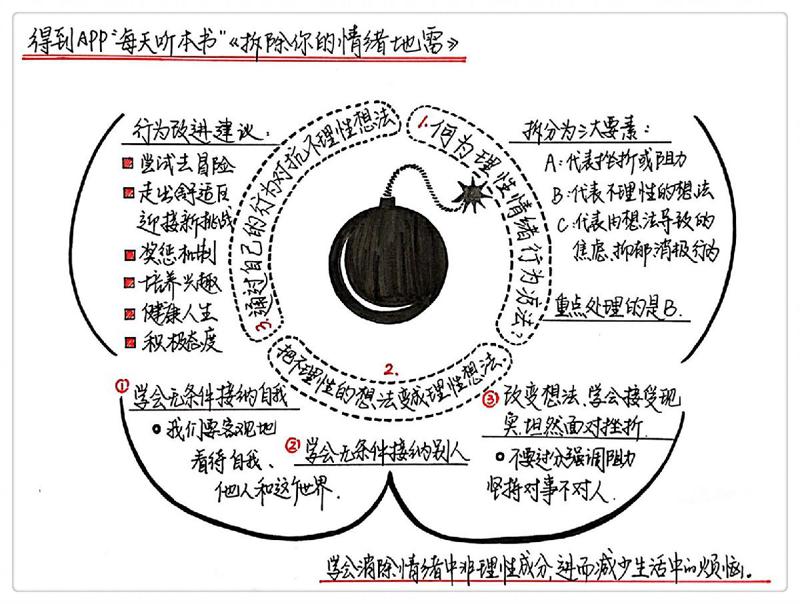 得到APP“每天听本书”《拆除你的情绪地雷》
1.何为理性情绪行为疗法?
拆分为三大要素:
A:代表挫折或阻力
B:代表不理性的想法
C:代表由想法导致的
焦虑、抑郁、消极行为
重点处理的是B.
2.
把不理性的想法变成理性想法
①学会无条件接纳自我
我们要客观地
看待自我、
他人和这个世界.
②学会无条件接纳别人
③改变想法、学会接受现
实,坦然面对挫折.
不要过分强调阻力
坚持对事不对人.
3.通过自己的行为对抗不理性想法
行为改进建议:
尝试去冒险
走出舒适区
迎接新挑战
奖惩机制
培养兴趣
健康人生
积极态度
学会消除情绪中非理性成分,进而减少生活中的烦恼。